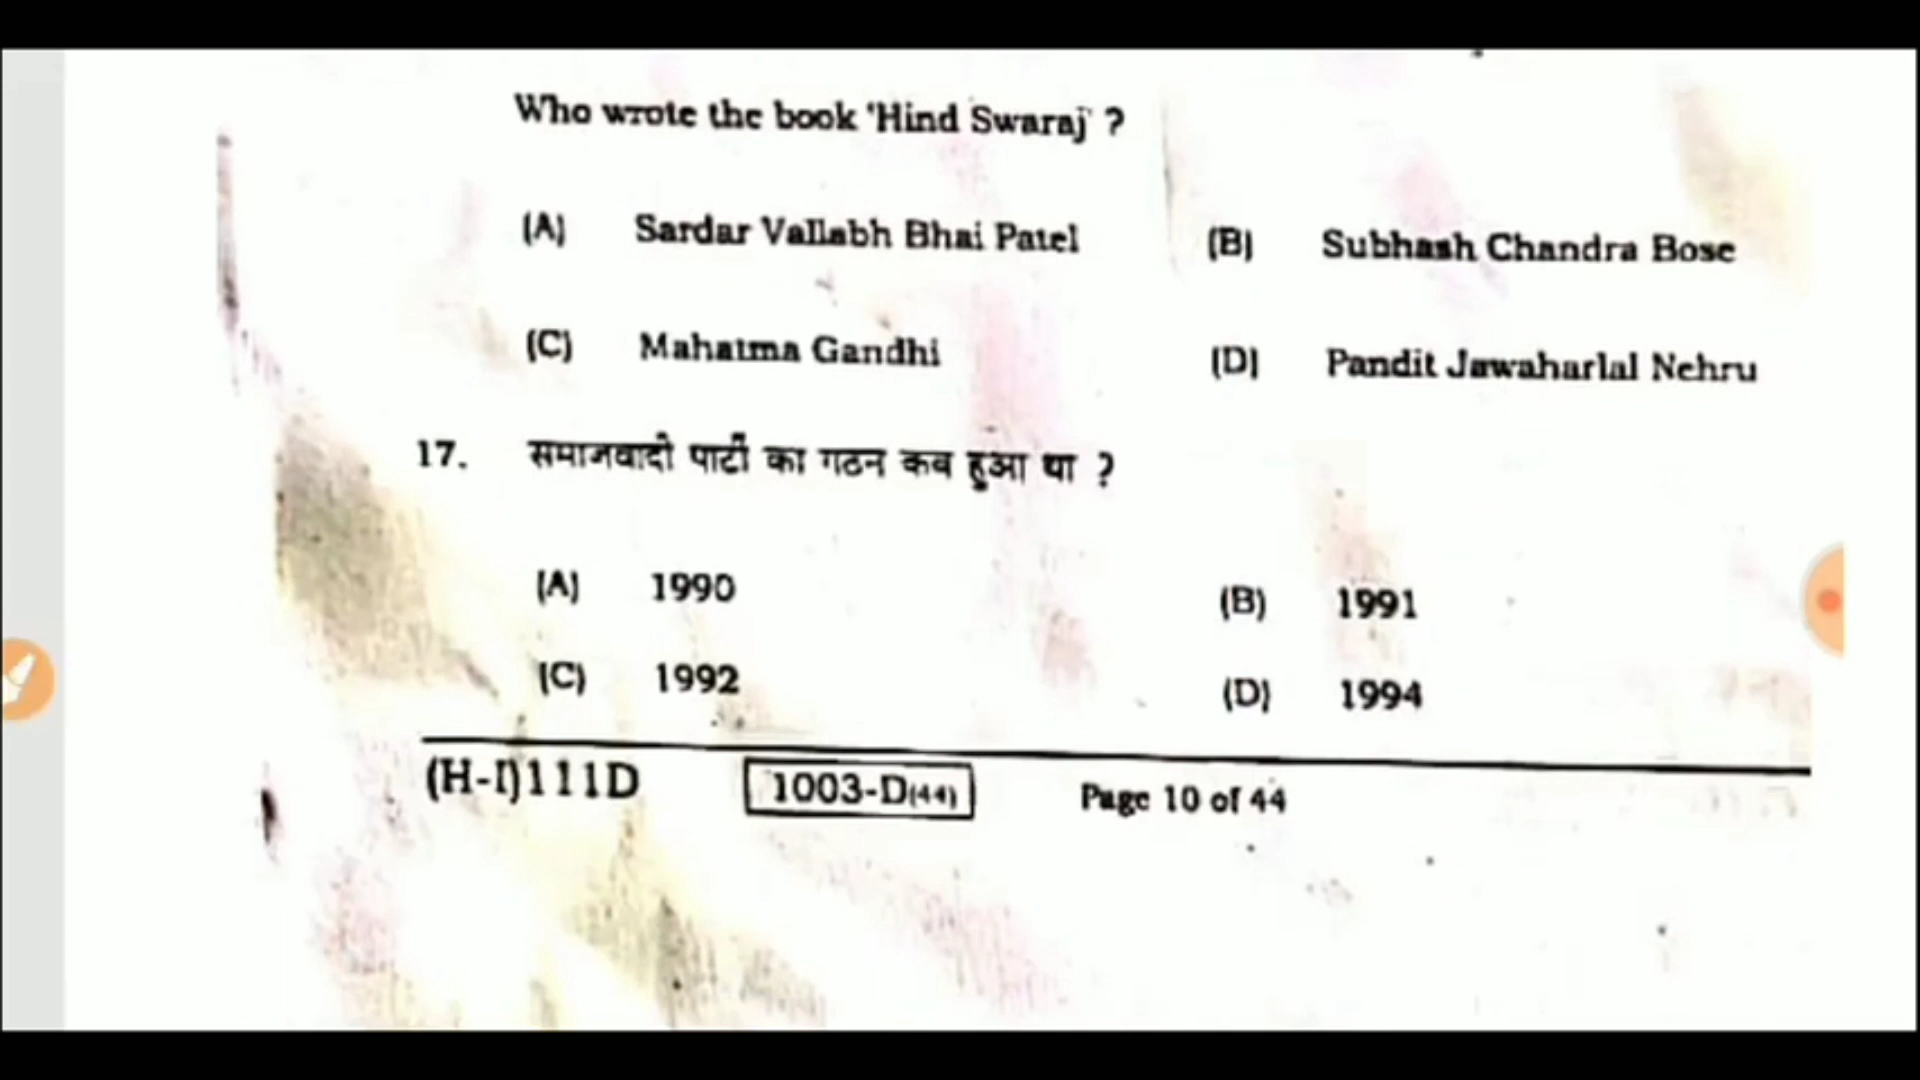 Who wrote the book ‘Hind Swaraj’ ?
(A) Sardar Vallabh Bhai Patel (B) Subhash Chandra Bose
(C) Mahatma Gandhi (D) Pandit Jawaharlal Nehru
17. समाजवादी पार्टी का गठन कब हुआ था ?
(A) 1990 (B) 1991
(C) 1992 (D) 1994
(H-I)111D 1003-D(44) Page 10 of 44